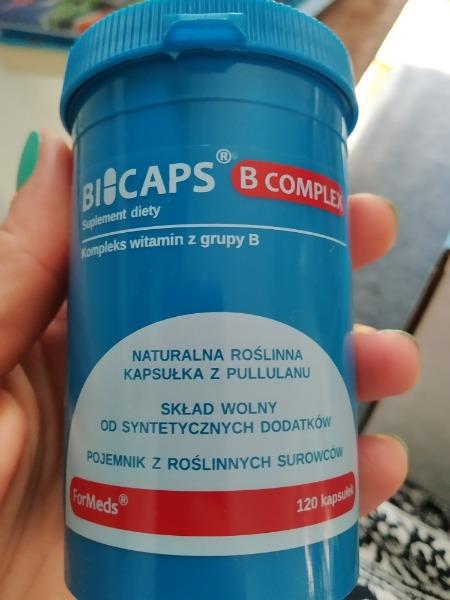 BICAPS® B COMPLEX
Suplement diety
Kompleks witamin z grupy B
NATURALNA ROŚLINNA
KAPSUŁKA Z PULLULANU
SKŁAD WOLNY
OD SYNTETYCZNYCH DODATKÓW
POJEMNIK Z ROŚLINNYCH SUROWCÓW
ForMeds®
120 kapsułek